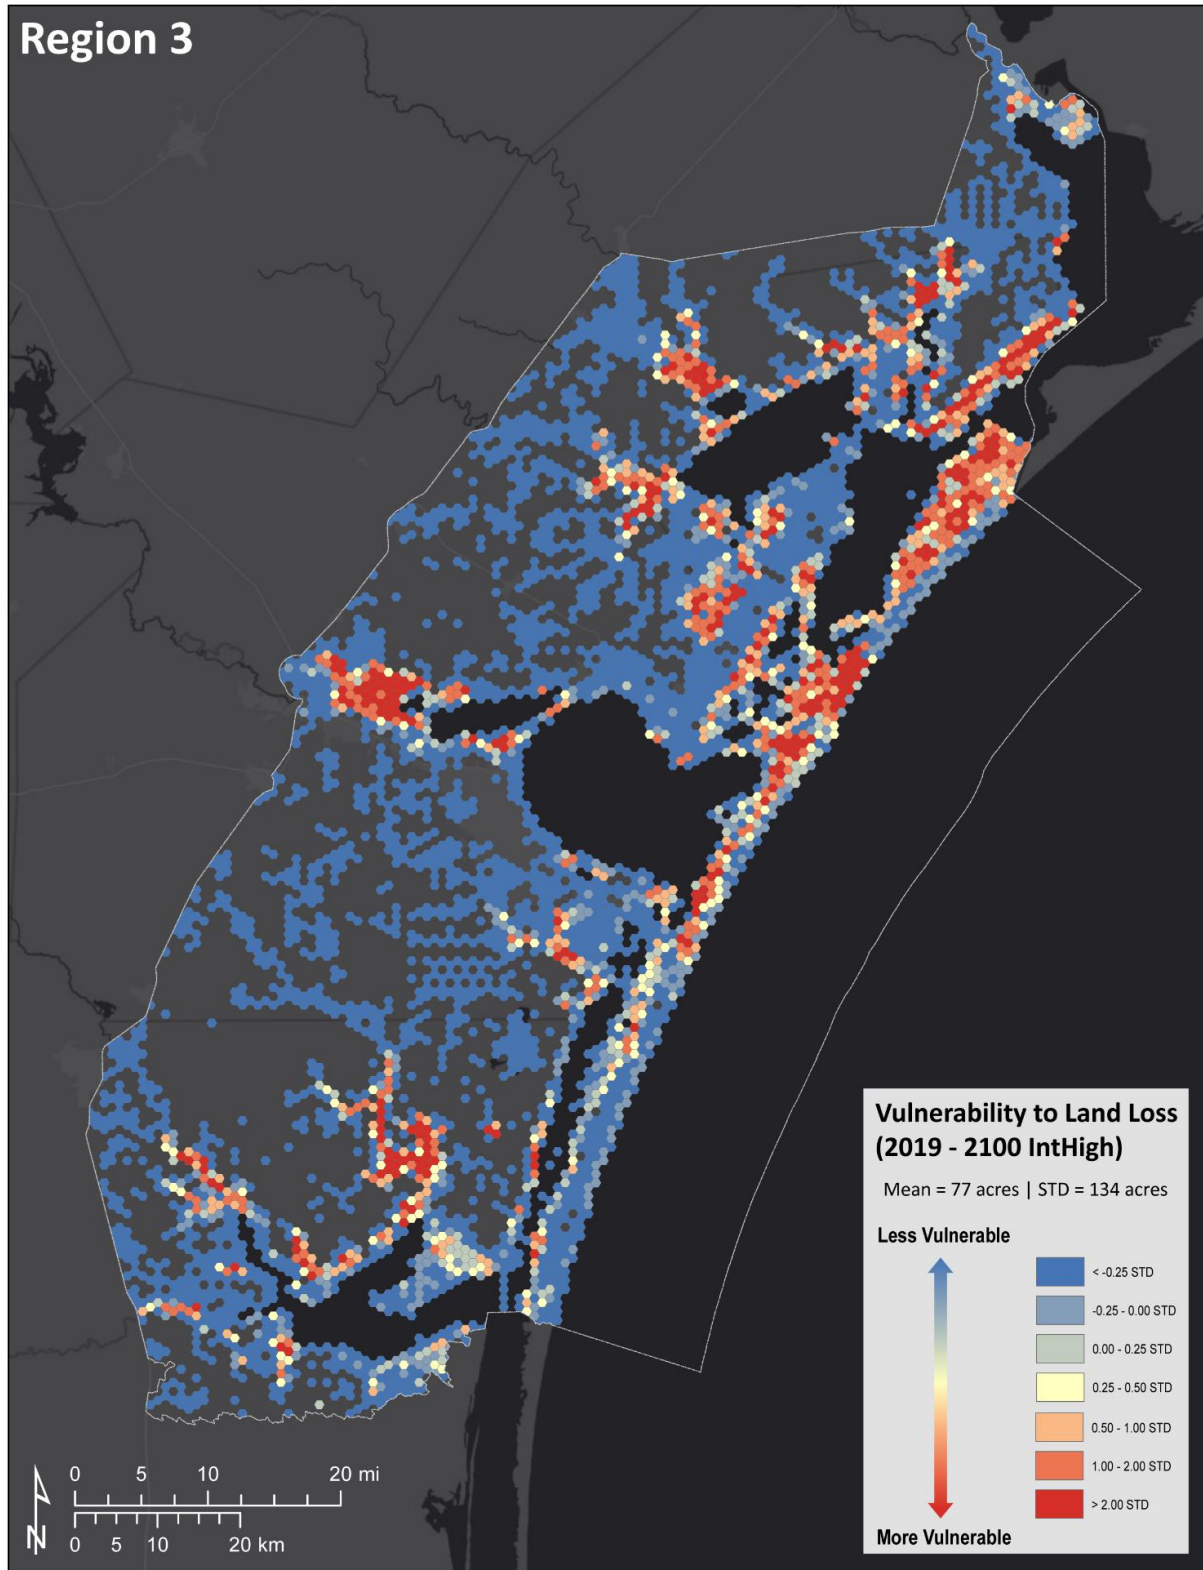 Region 3
Vulnerability to Land Loss
(2019 - 2100 IntHigh)
Mean = 77 acres | STD = 134 acres
Less Vulnerable
< -0.25 STD
-0.25 - 0.00 STD
0.00 - 0.25 STD
0.25 - 0.50 STD
0.50 - 1.00 STD
1.00 - 2.00 STD
> 2.00 STD
More Vulnerable
0 5 10 20 mi
0 5 10 20 km
N